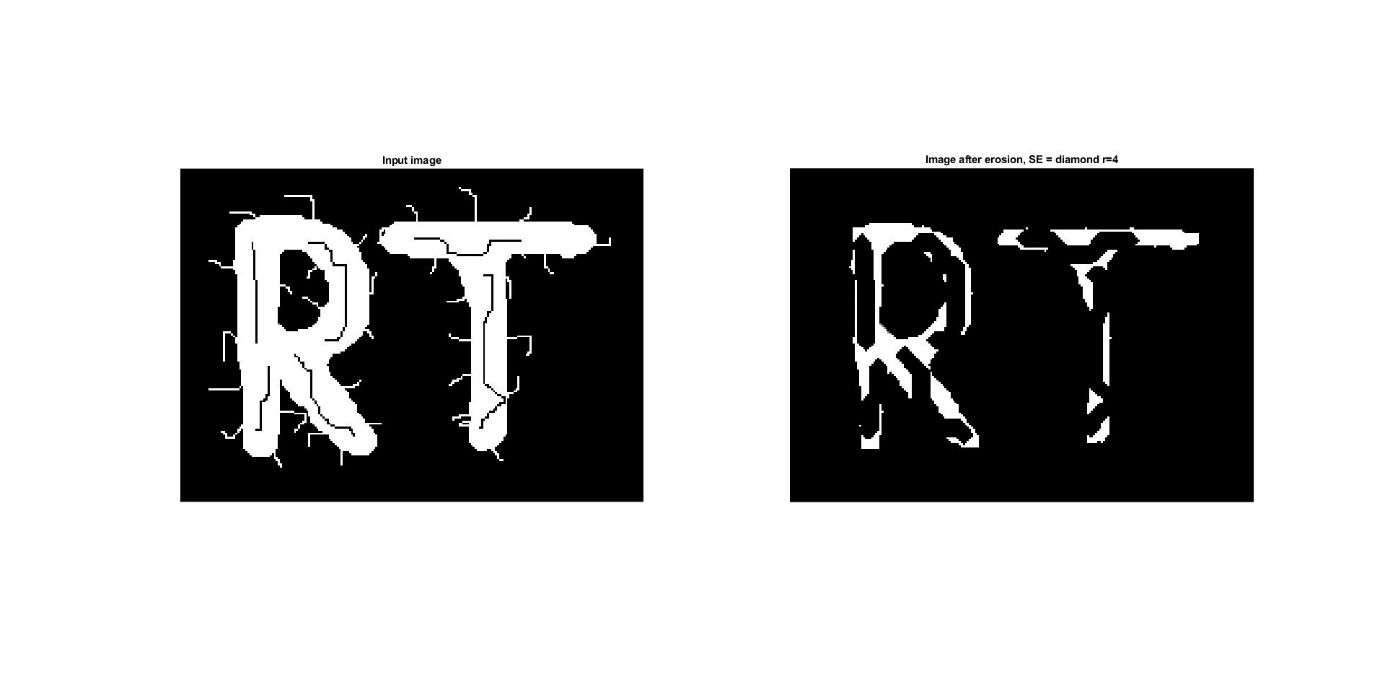 Input image
Image after erosion, SE = diamond r=4
RT
RT